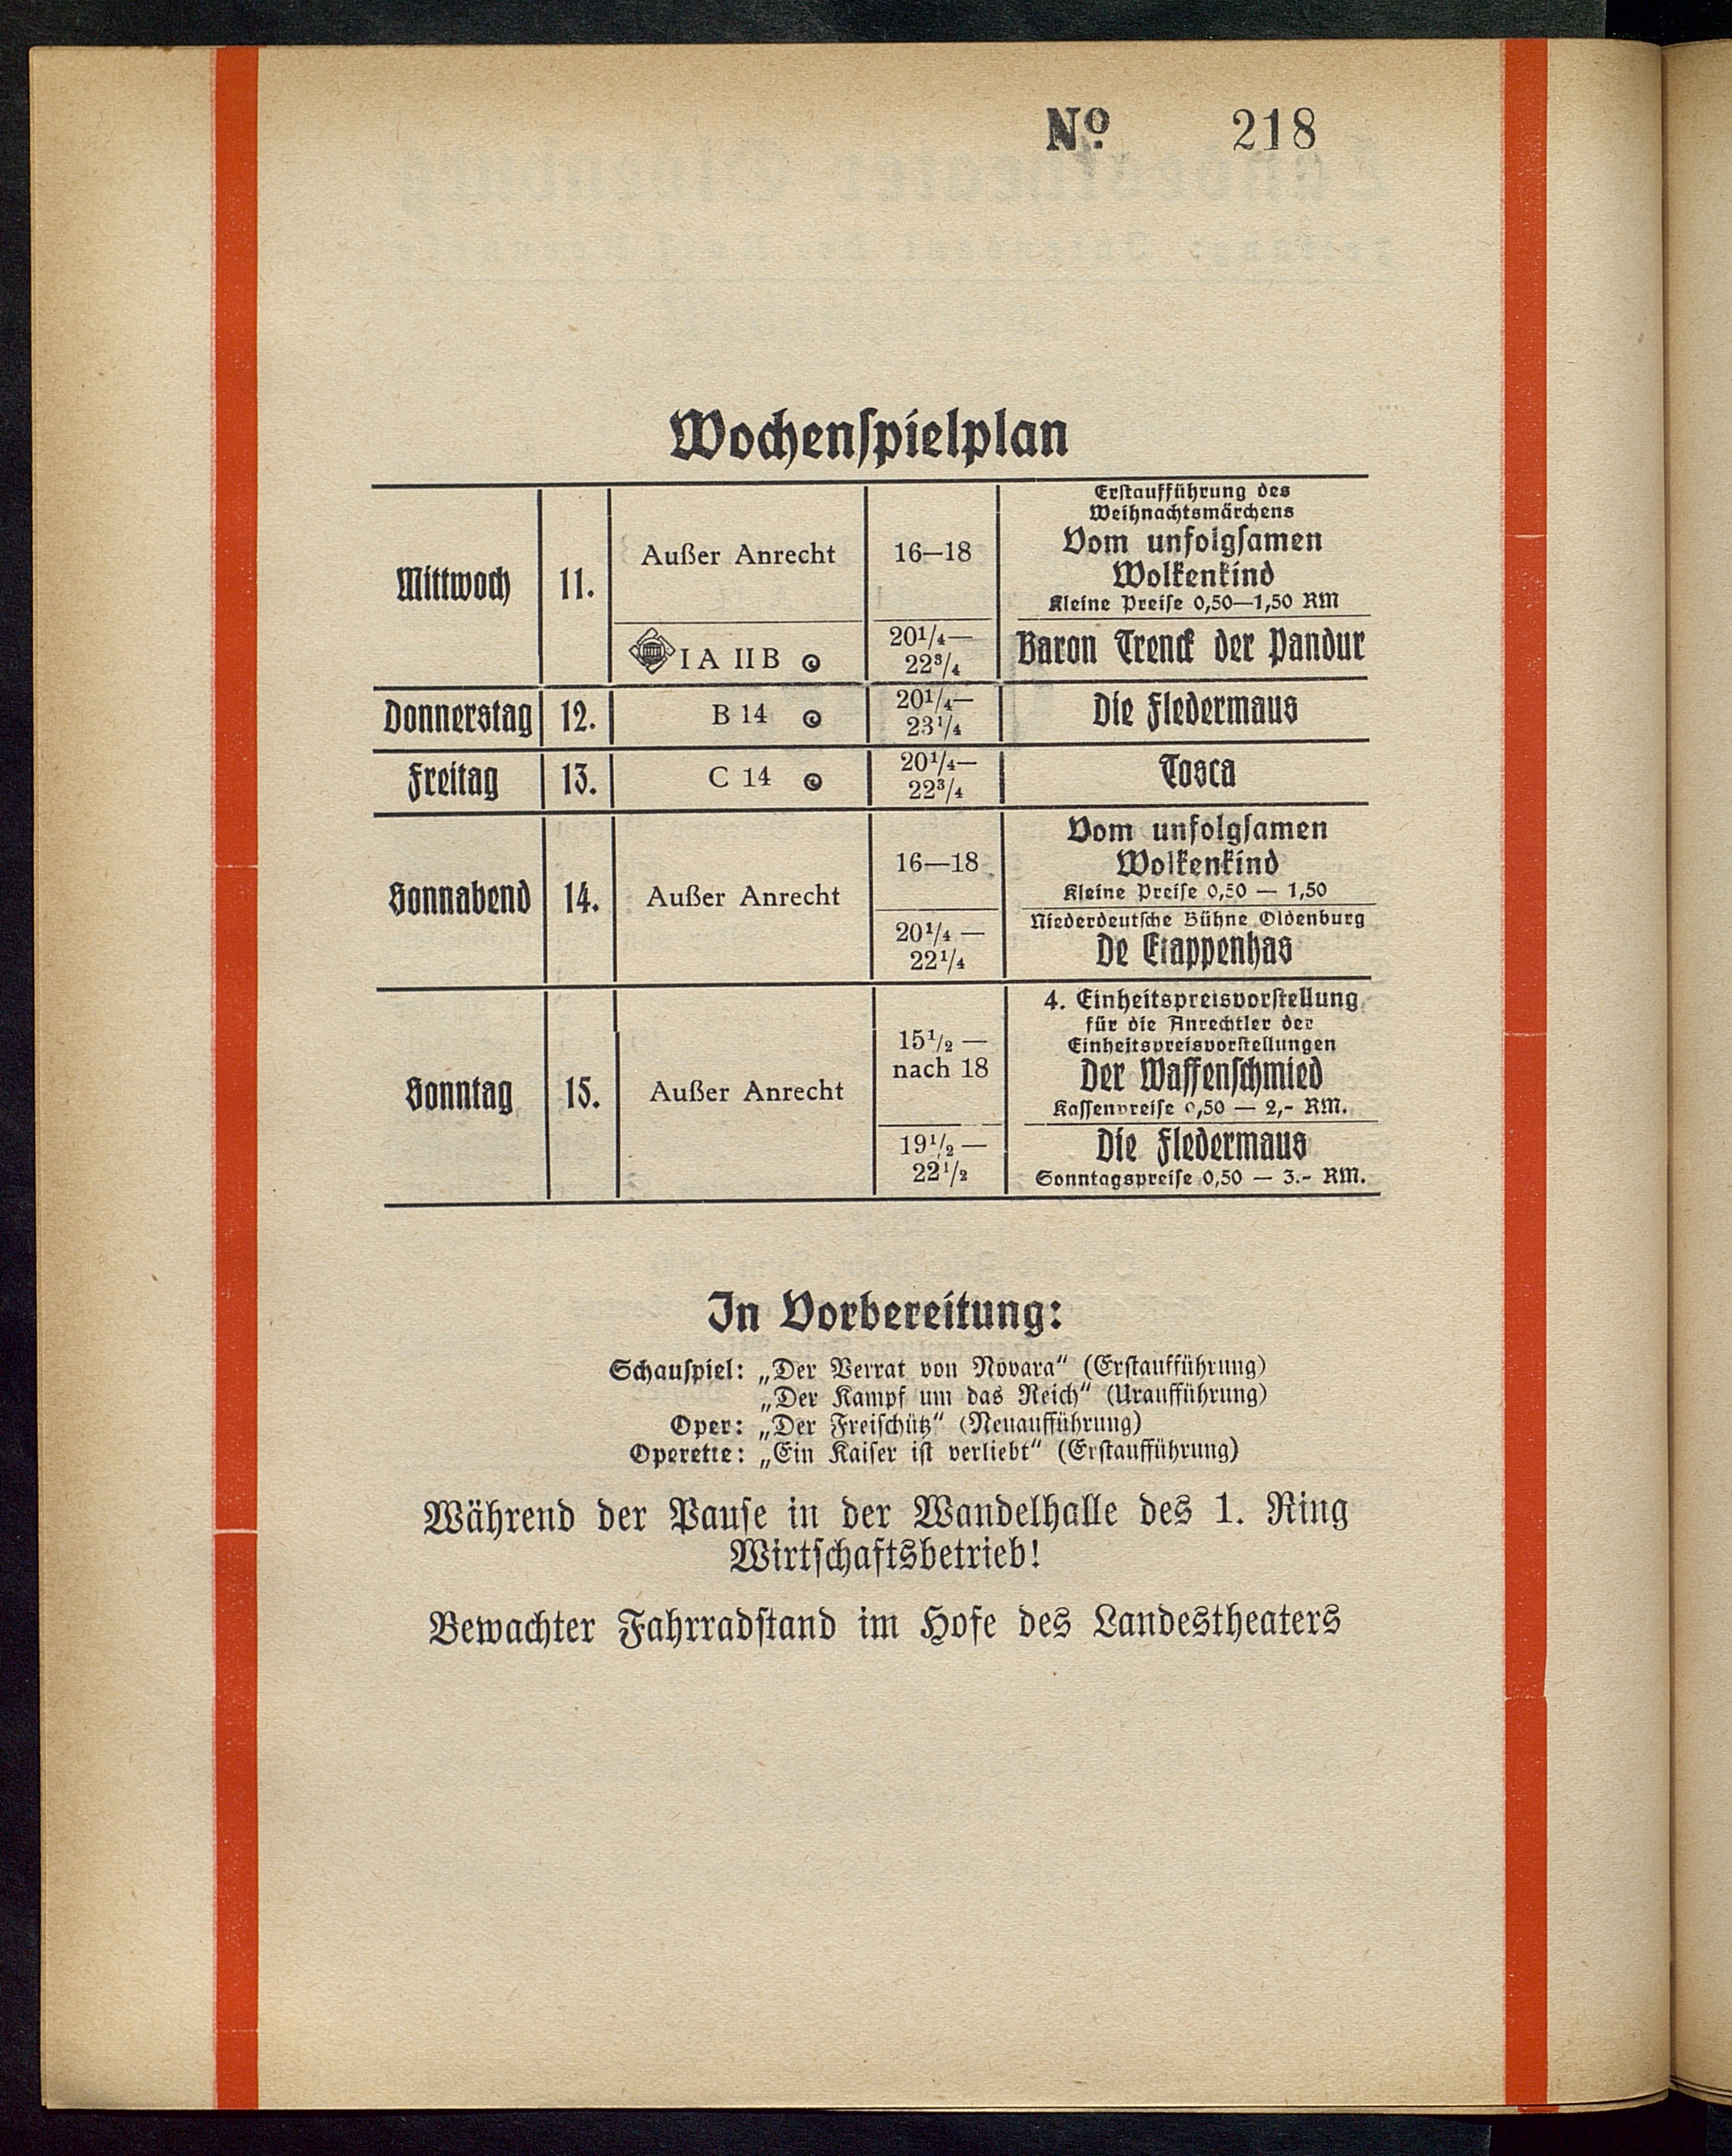 Nº 218
Wochenspielplan
Mittwoch 11.
Außer Anrecht 16—18
Erstaufführung des
Weihnachtsmärchens
Vom unfolgsamen
Wolkenkind
Kleine Preise 0,50—1,50 RM
I A II B 20¹/₄—
22³/₄
Baron Trenck der Pandur
Donnerstag 12. B 14 20¹/₄—
23¹/₄
Die Fledermaus
Freitag 13. C 14 20¹/₄—
22³/₄
Tosca
Sonnabend 14. Außer Anrecht
16—18
Vom unfolgsamen
Wolkenkind
Kleine Preise 0,50 — 1,50
20¹/₄ —
22¹/₄
Niederdeutsche Bühne Oldenburg
De Etappenhas
Sonntag 15. Außer Anrecht
15¹/₂ —
nach 18
4. Einheitspreisvorstellung
für die Anrechtler der
Einheitspreisvorstellungen
Der Waffenschmied
Kassenpreise 0,50 — 2,- RM.
19¹/₂ —
22¹/₂
Die Fledermaus
Sonntagspreise 0,50 — 3.- RM.
In Vorbereitung:
Schauspiel: „Der Verrat von Novara“ (Erstaufführung)
„Der Kampf um das Reich“ (Uraufführung)
Oper: „Der Freischütz“ (Neuaufführung)
Operette: „Ein Kaiser ist verliebt“ (Erstaufführung)
Während der Pause in der Wandelhalle des 1. Ring
Wirtschaftsbetrieb!
Bewachter Fahrradstand im Hofe des Landestheaters